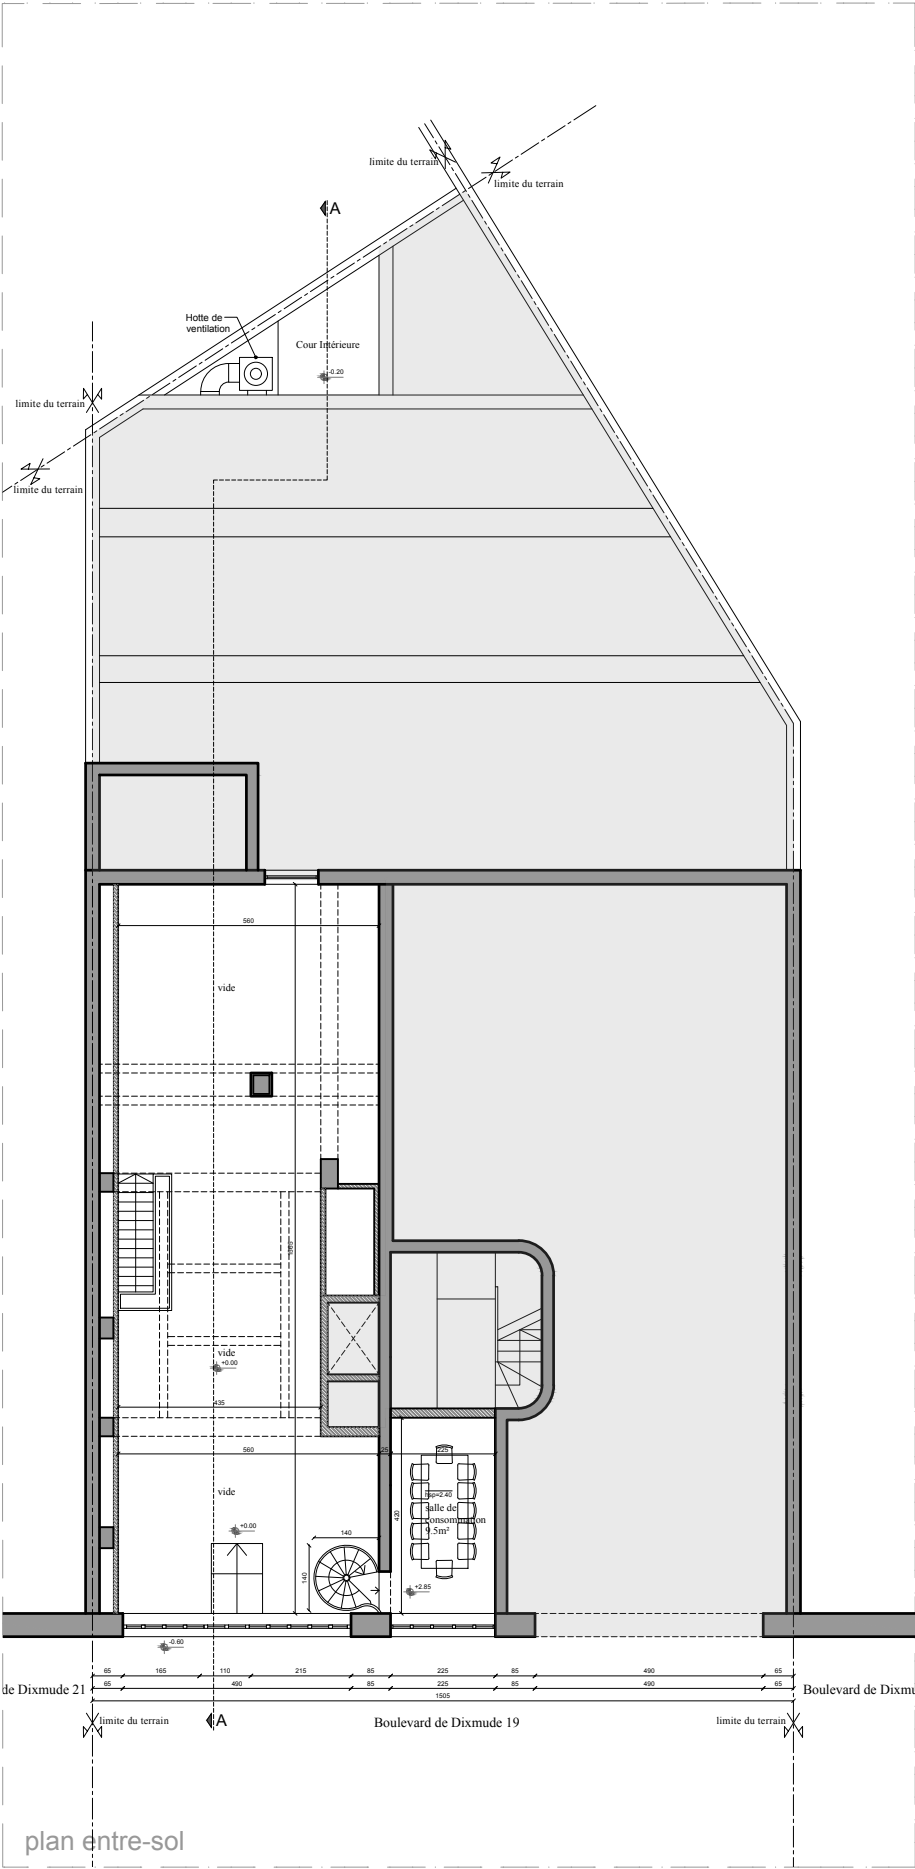 limite du terrain
limite du terrain
A
Hotte de
ventilation
Cour Intérieure
-0.20
limite du terrain
limite du terrain
560
vide
vide
+0.00
435
560
25
225
vide
hsp=2.40
salle de
consommation
9.5m²
420
+0.00
140
140
+2.85
-0.60
65
165
110
215
85
225
85
490
65
65
490
85
225
85
490
65
1505
de Dixmude 21
Boulevard de Dixmu
limite du terrain
A
Boulevard de Dixmude 19
limite du terrain
plan entre-sol